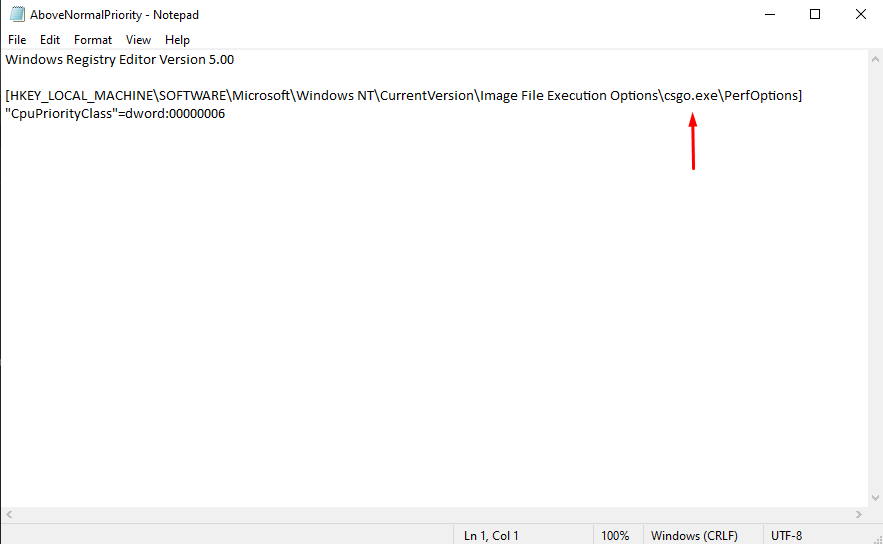 AboveNormalPriority - Notepad
File Edit Format View Help
Windows Registry Editor Version 5.00
[HKEY_LOCAL_MACHINE\SOFTWARE\Microsoft\Windows NT\CurrentVersion\Image File Execution Options\csgo.exe\PerfOptions]
"CpuPriorityClass"=dword:00000006
Ln 1, Col 1 100% Windows (CRLF) UTF-8